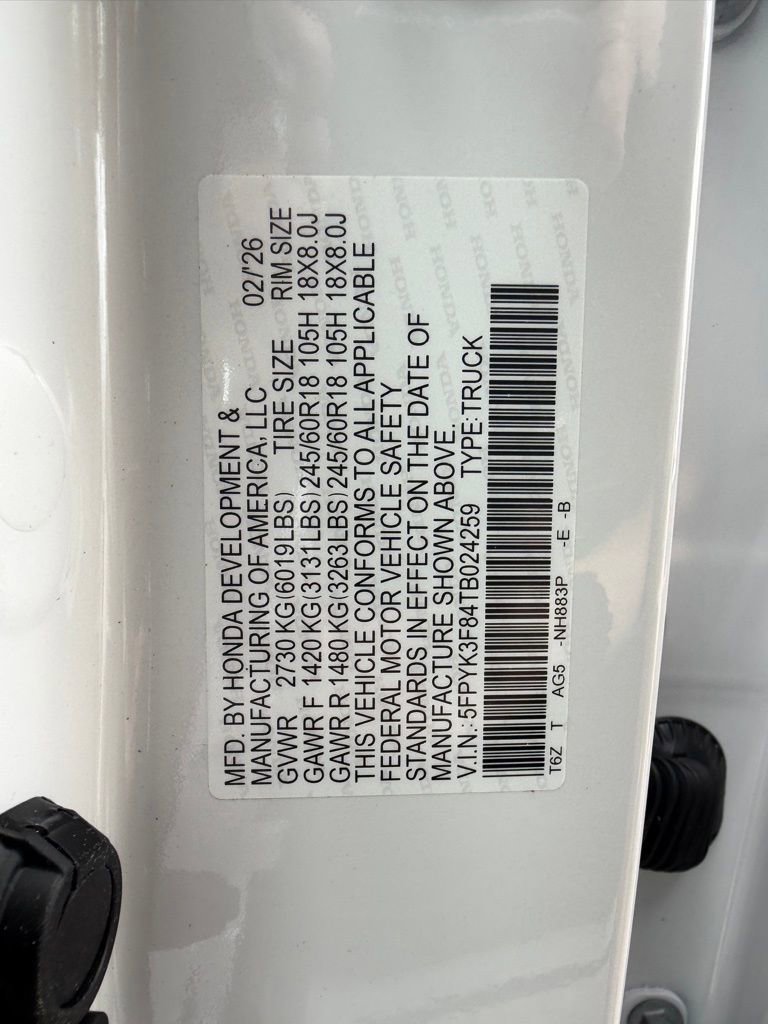 MFD. BY HONDA DEVELOPMENT &
MANUFACTURING OF AMERICA, LLC 02/'26
GVWR 2730 KG(6019LBS) TIRE SIZE RIM SIZE
GAWR F 1420 KG(3131LBS) 245/60R18 105H 18X8.0J
GAWR R 1480 KG(3263LBS) 245/60R18 105H 18X8.0J
THIS VEHICLE CONFORMS TO ALL APPLICABLE
FEDERAL MOTOR VEHICLE SAFETY
STANDARDS IN EFFECT ON THE DATE OF
MANUFACTURE SHOWN ABOVE.
V.I.N.:5FPYK3F84TB024259 TYPE:TRUCK
T6Z T AG5 -NH883P -E -B
HONDA